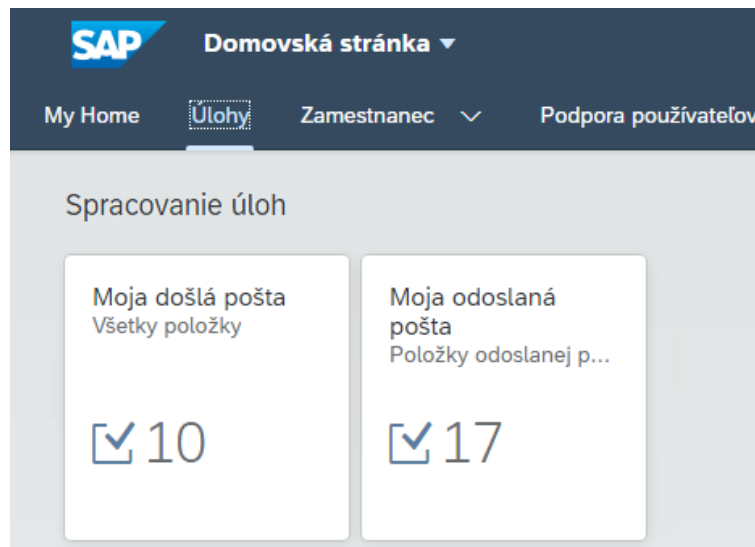 SAP Domovská stránka
My Home Úlohy Zamestnanec Podpora používateľov
Spracovanie úloh
Moja došlá pošta
Všetky položky
10
Moja odoslaná
pošta
Položky odoslanej p...
17